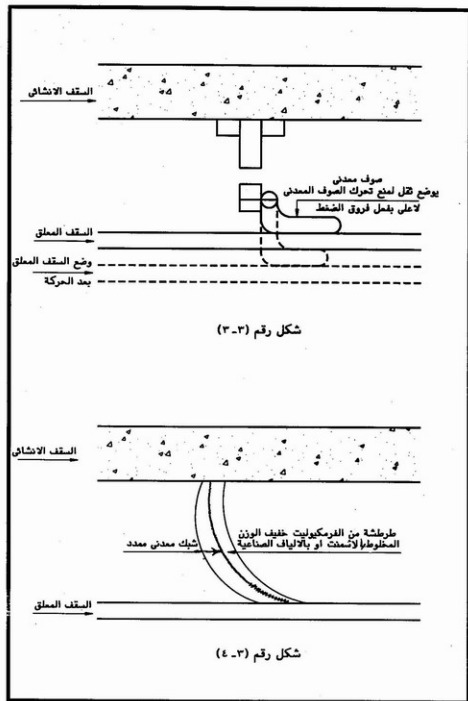 السقف الانشائى
صوف معدنى
يوضع ثقل لمنع تحرك الصوف المعدنى
لاعلى بفعل فروق الضغط
السقف المعلق
وضع السقف المعلق
بعد الحركة
شكل رقم (٣-٣)
السقف الانشائى
طرطشة من الفرمكيوليت خفيف الوزن
المخلوط بالاسمنت او بالالياف الصناعية
شبك معدنى ممدد
السقف المعلق
شكل رقم (٣-٤)